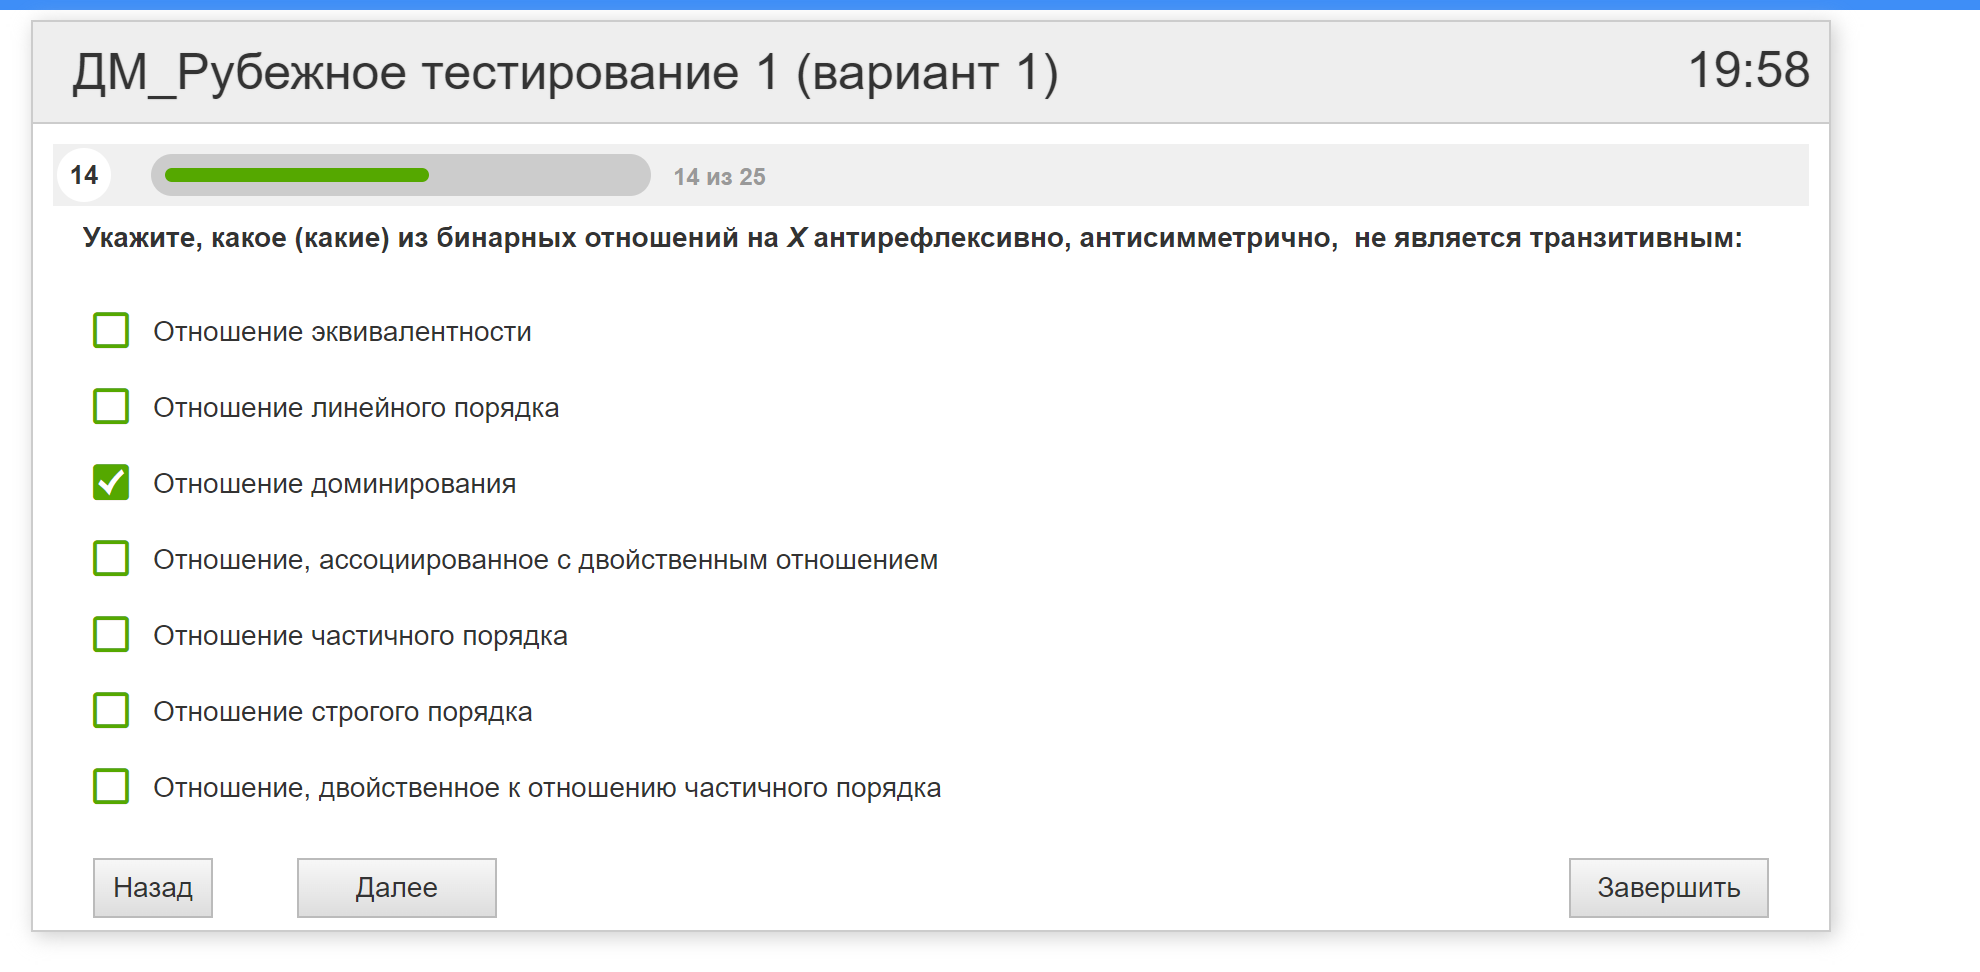 ДМ_Рубежное тестирование 1 (вариант 1)
19:58
14
14 из 25
Укажите, какое (какие) из бинарных отношений на X антирефлексивно, антисимметрично, не является транзитивным:
Отношение эквивалентности
Отношение линейного порядка
Отношение доминирования
Отношение, ассоциированное с двойственным отношением
Отношение частичного порядка
Отношение строгого порядка
Отношение, двойственное к отношению частичного порядка
Назад
Далее
Завершить